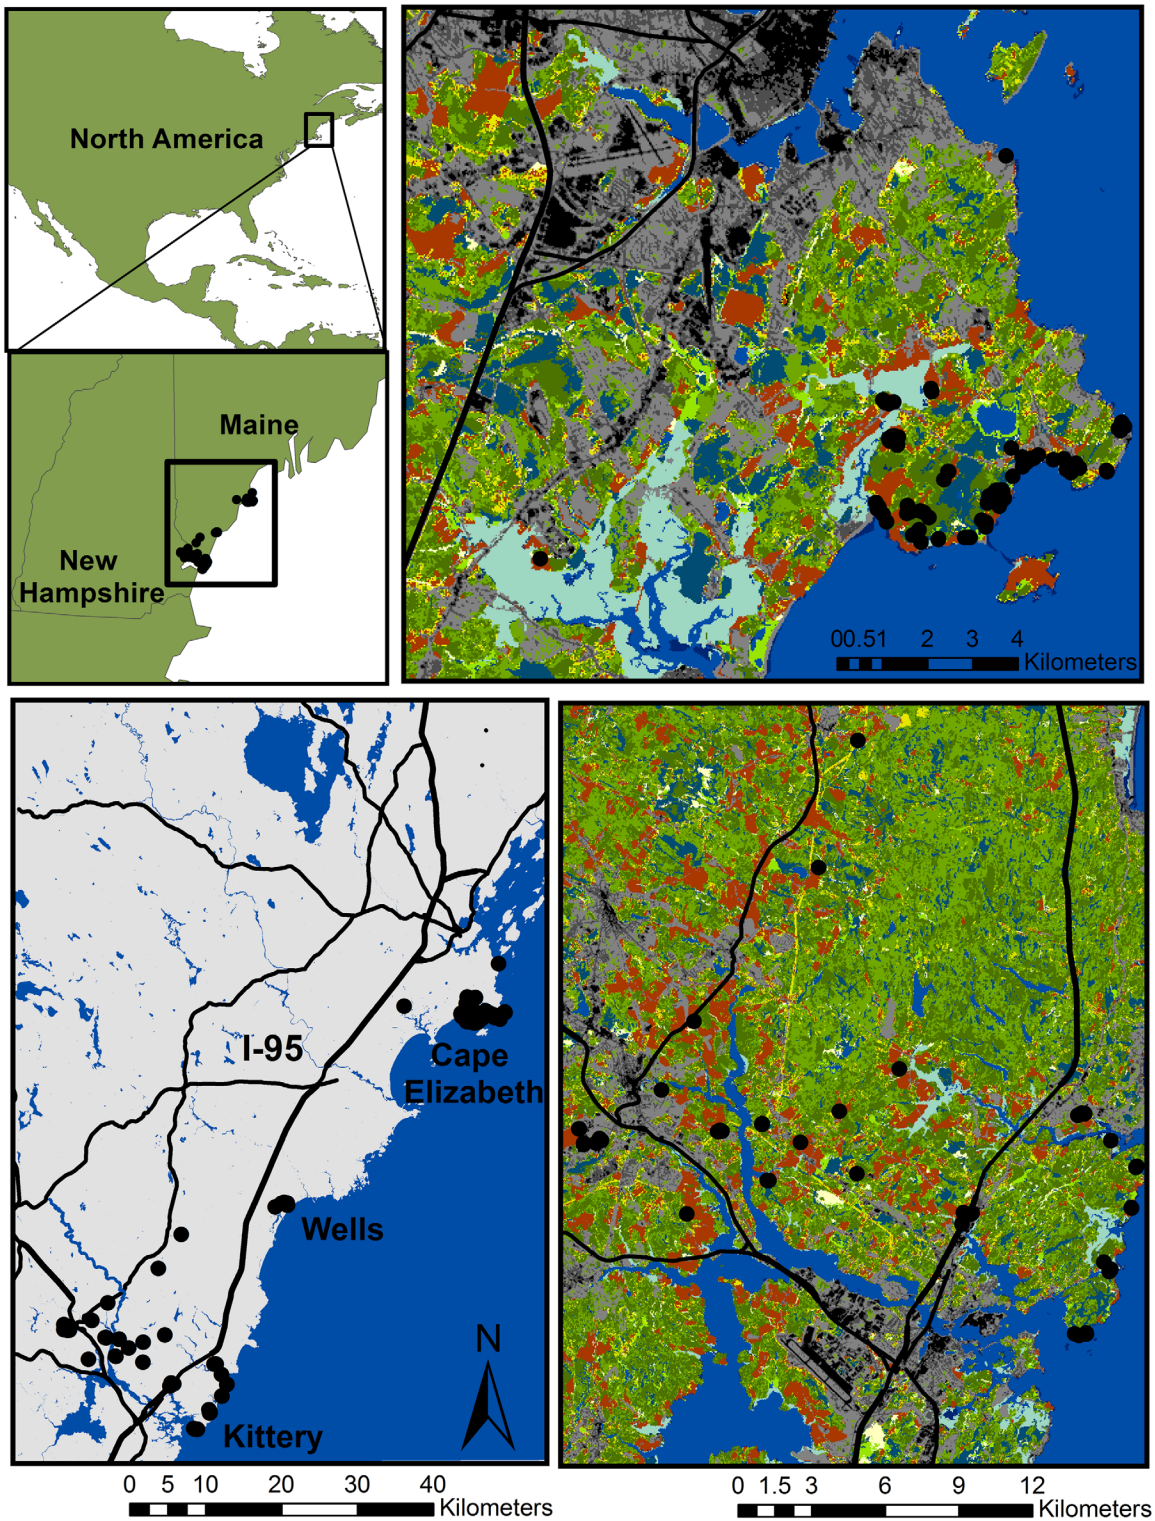 North America
Maine
New
Hampshire
00.51 2 3 4
Kilometers
I-95
Cape
Elizabeth
Wells
N
Kittery
0 5 10 20 30 40
Kilometers
0 1.5 3 6 9 12
Kilometers